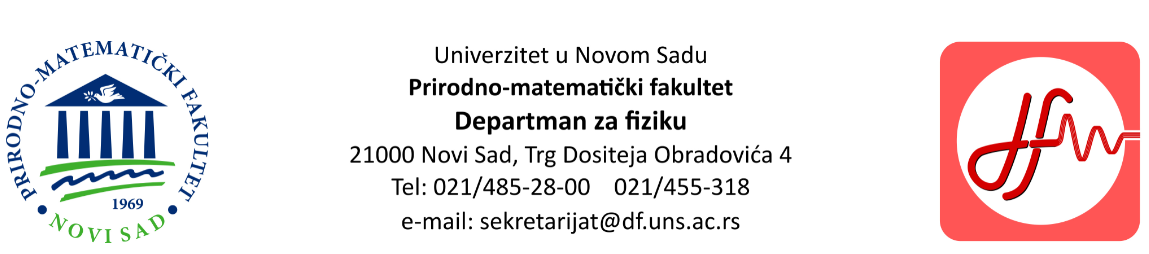 PRIRODNO-MATEMATIČKI FAKULTET
1969
NOVI SAD
Univerzitet u Novom Sadu
Prirodno-matematički fakultet
Departman za fiziku
21000 Novi Sad, Trg Dositeja Obradovića 4
Tel: 021/485-28-00 021/455-318
e-mail: sekretarijat@df.uns.ac.rs
df